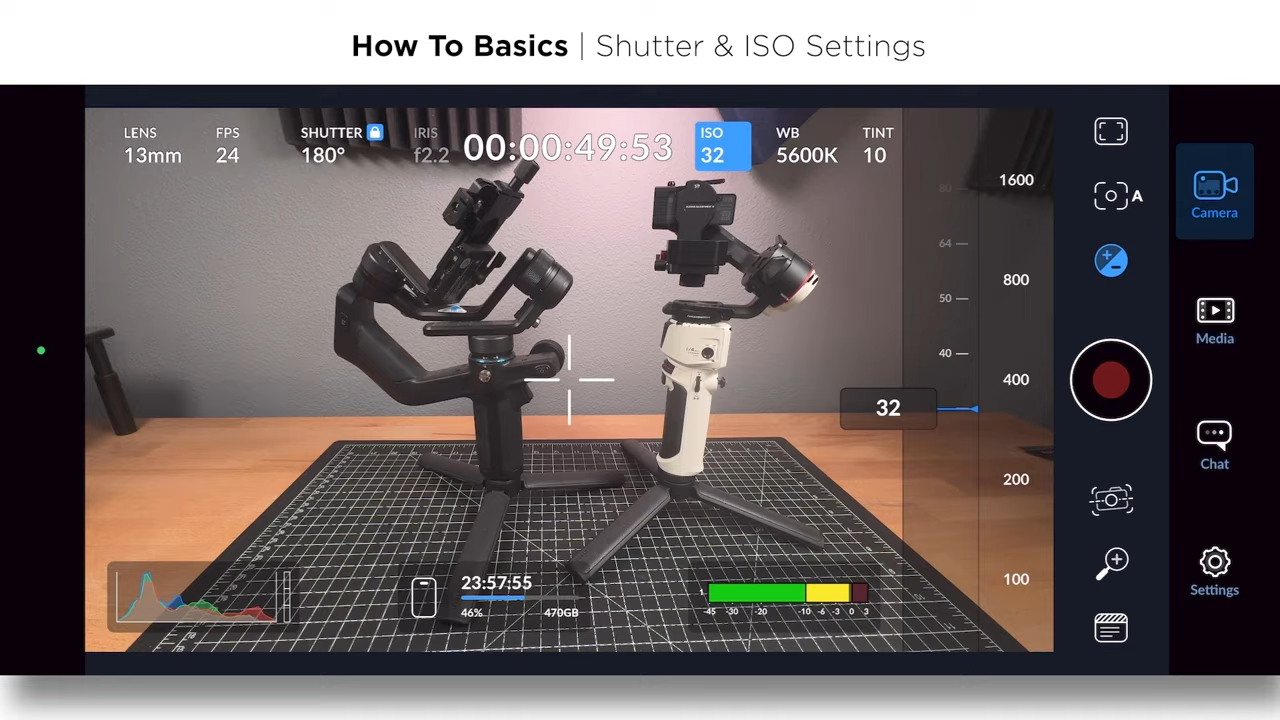 How To Basics | Shutter & ISO Settings
LENS
13mm
FPS
24
SHUTTER
180°
IRIS
f2.2
00:00:49:53
ISO
32
WB
5600K
TINT
10
80
64
50
40
32
1600
800
400
200
100
A
Camera
Media
Chat
Settings
23:57:55
46%
470GB
-45 -30 -20 -10 -6 -3 0 3